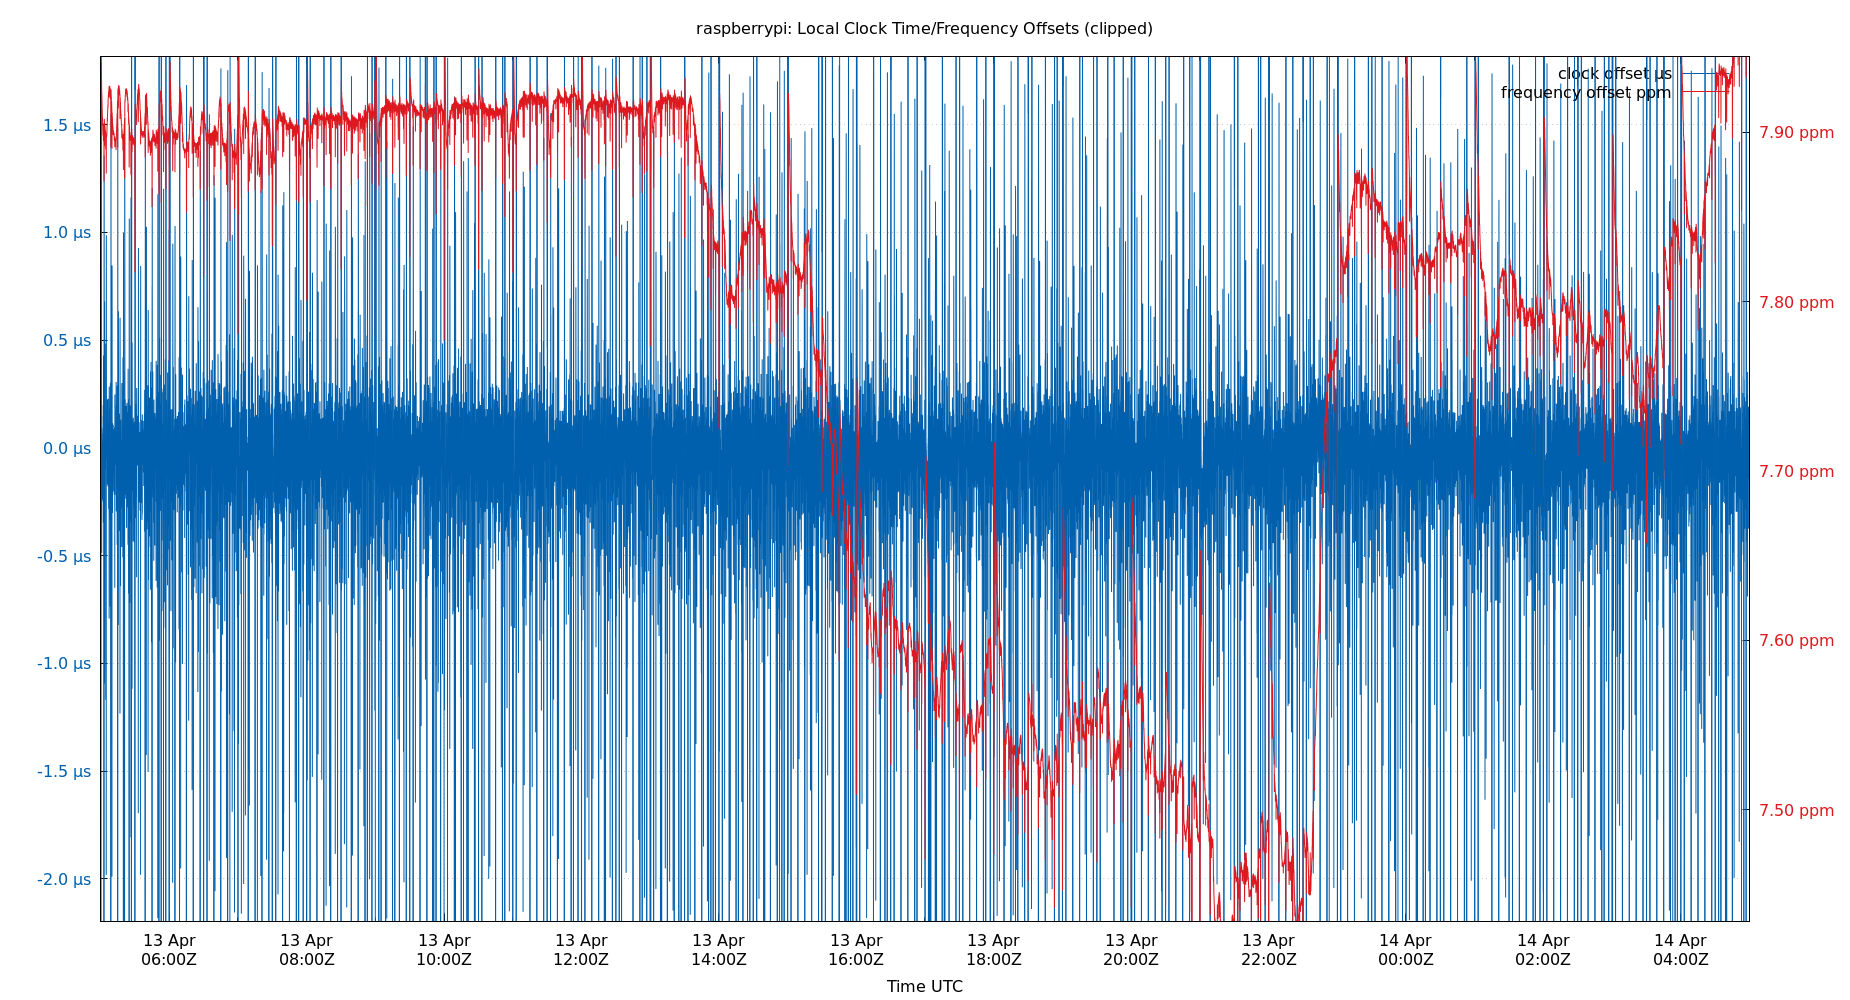 raspberrypi: Local Clock Time/Frequency Offsets (clipped)
clock offset µs
frequency offset ppm
1.5 µs
1.0 µs
0.5 µs
0.0 µs
-0.5 µs
-1.0 µs
-1.5 µs
-2.0 µs
7.90 ppm
7.80 ppm
7.70 ppm
7.60 ppm
7.50 ppm
13 Apr 13 Apr 13 Apr 13 Apr 13 Apr 13 Apr 13 Apr 13 Apr 13 Apr 14 Apr 14 Apr 14 Apr
06:00Z 08:00Z 10:00Z 12:00Z 14:00Z 16:00Z 18:00Z 20:00Z 22:00Z 00:00Z 02:00Z 04:00Z
Time UTC